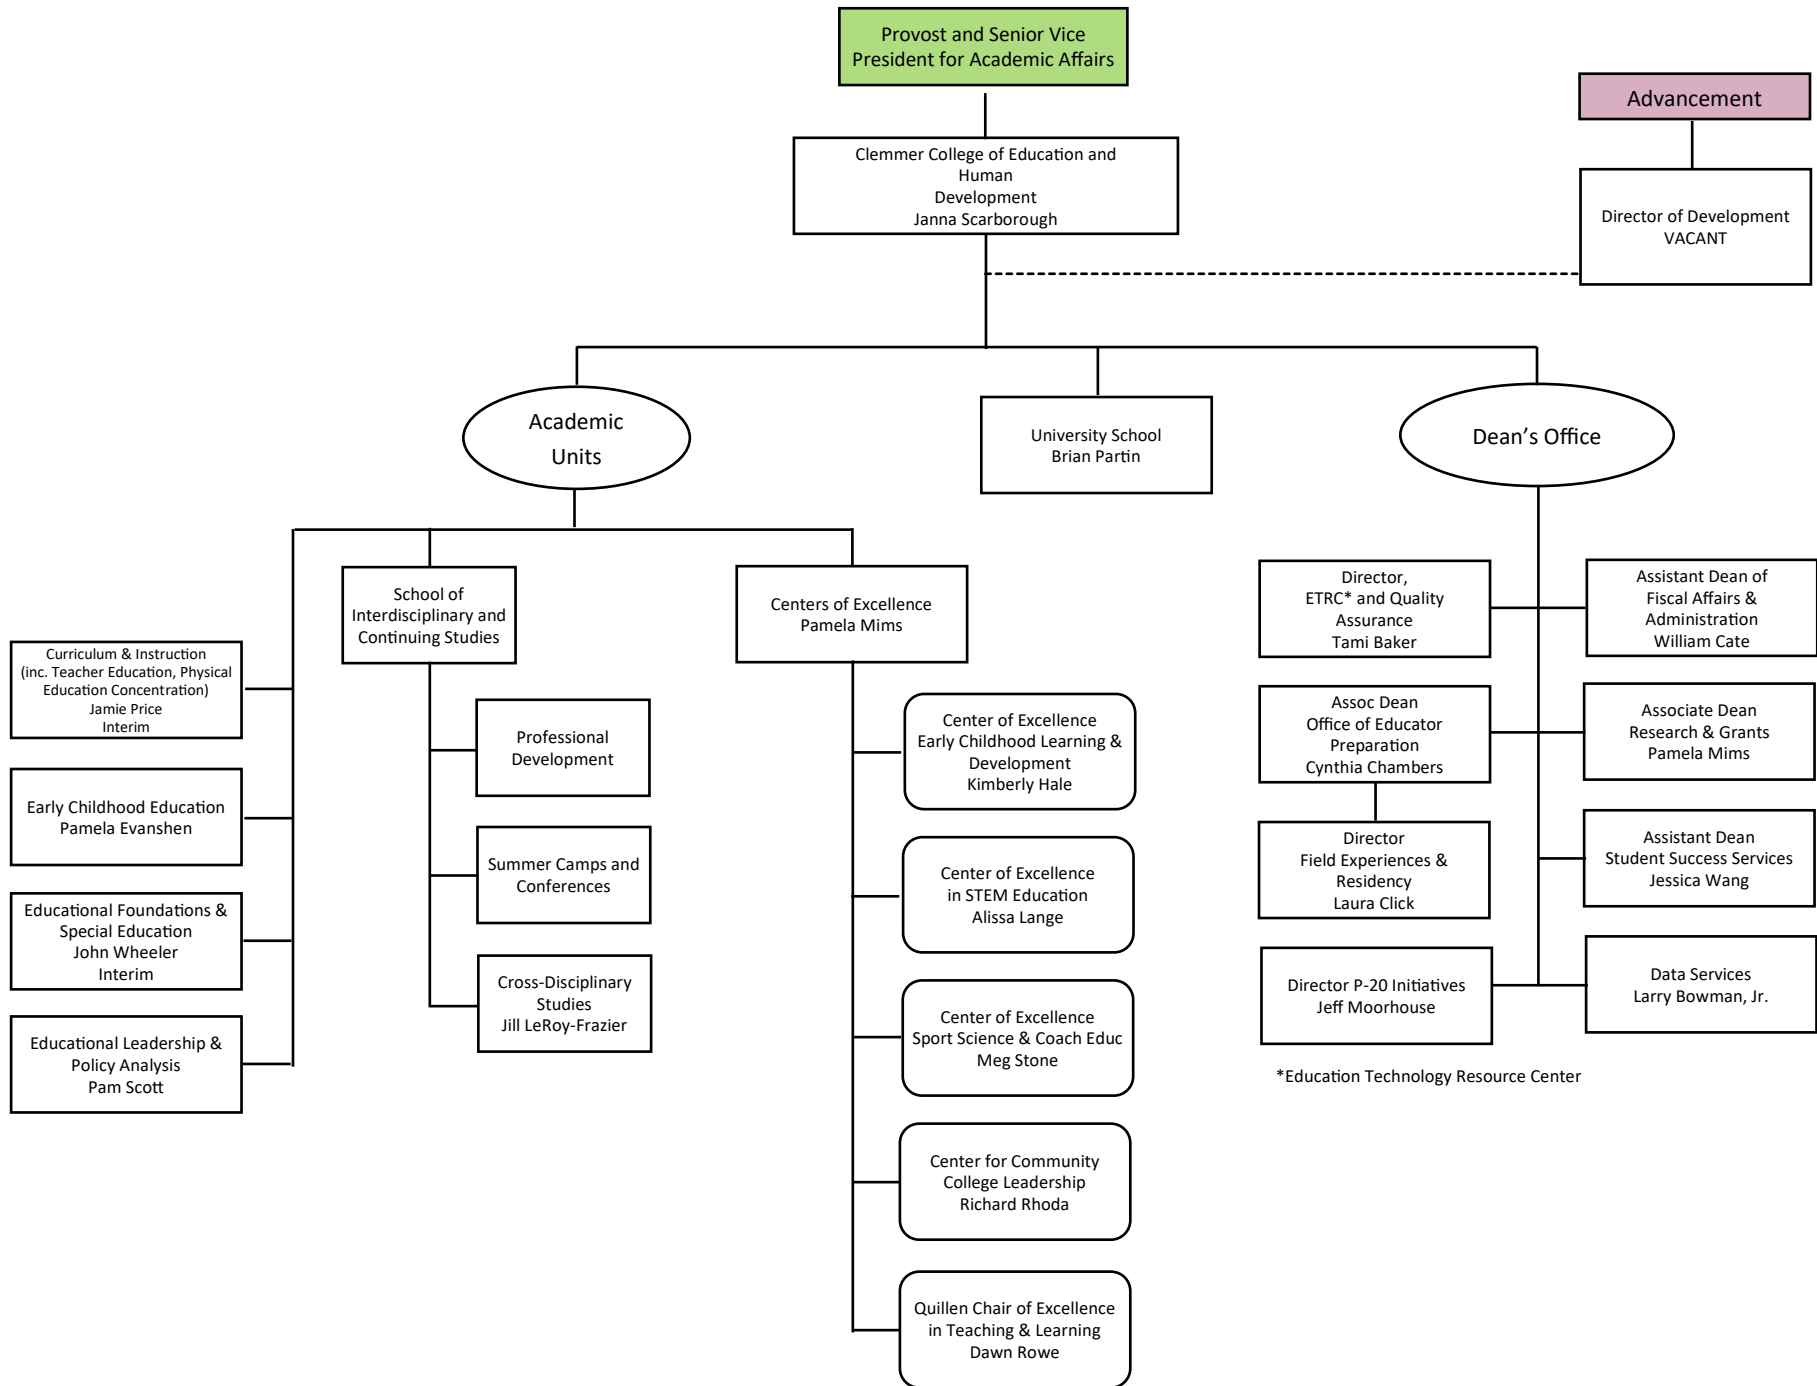 Provost and Senior Vice
President for Academic Affairs
Advancement
Clemmer College of Education and
Human
Development
Janna Scarborough
Director of Development
VACANT
Academic
Units
University School
Brian Partin
Dean’s Office
Curriculum & Instruction
(inc. Teacher Education, Physical
Education Concentration)
Jamie Price
Interim
Early Childhood Education
Pamela Evanshen
Educational Foundations &
Special Education
John Wheeler
Interim
Educational Leadership &
Policy Analysis
Pam Scott
School of
Interdisciplinary and
Continuing Studies
Professional
Development
Summer Camps and
Conferences
Cross-Disciplinary
Studies
Jill LeRoy-Frazier
Centers of Excellence
Pamela Mims
Center of Excellence
Early Childhood Learning &
Development
Kimberly Hale
Center of Excellence
in STEM Education
Alissa Lange
Center of Excellence
Sport Science & Coach Educ
Meg Stone
Center for Community
College Leadership
Richard Rhoda
Quillen Chair of Excellence
in Teaching & Learning
Dawn Rowe
Director,
ETRC* and Quality
Assurance
Tami Baker
Assistant Dean of
Fiscal Affairs &
Administration
William Cate
Assoc Dean
Office of Educator
Preparation
Cynthia Chambers
Associate Dean
Research & Grants
Pamela Mims
Director
Field Experiences &
Residency
Laura Click
Assistant Dean
Student Success Services
Jessica Wang
Director P-20 Initiatives
Jeff Moorhouse
Data Services
Larry Bowman, Jr.
*Education Technology Resource Center